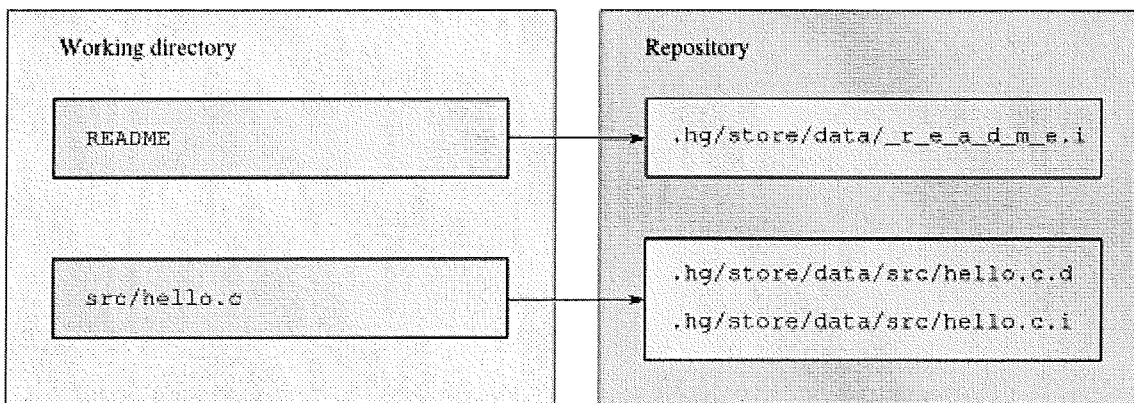 Working directory
README
src/hello.c
Repository
.hg/store/data/_r_e_a_d_m_e.i
.hg/store/data/src/hello.c.d
.hg/store/data/src/hello.c.i